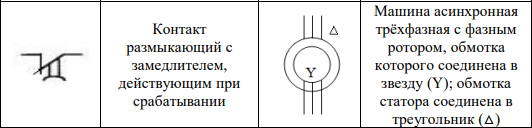 Контакт
размыкающий с
замедлителем,
действующим при
срабатывании
△
Y
Машина асинхронная
трёхфазная с фазным
ротором, обмотка
которого соединена в
звезду (Y); обмотка
статора соединена в
треугольник (△)